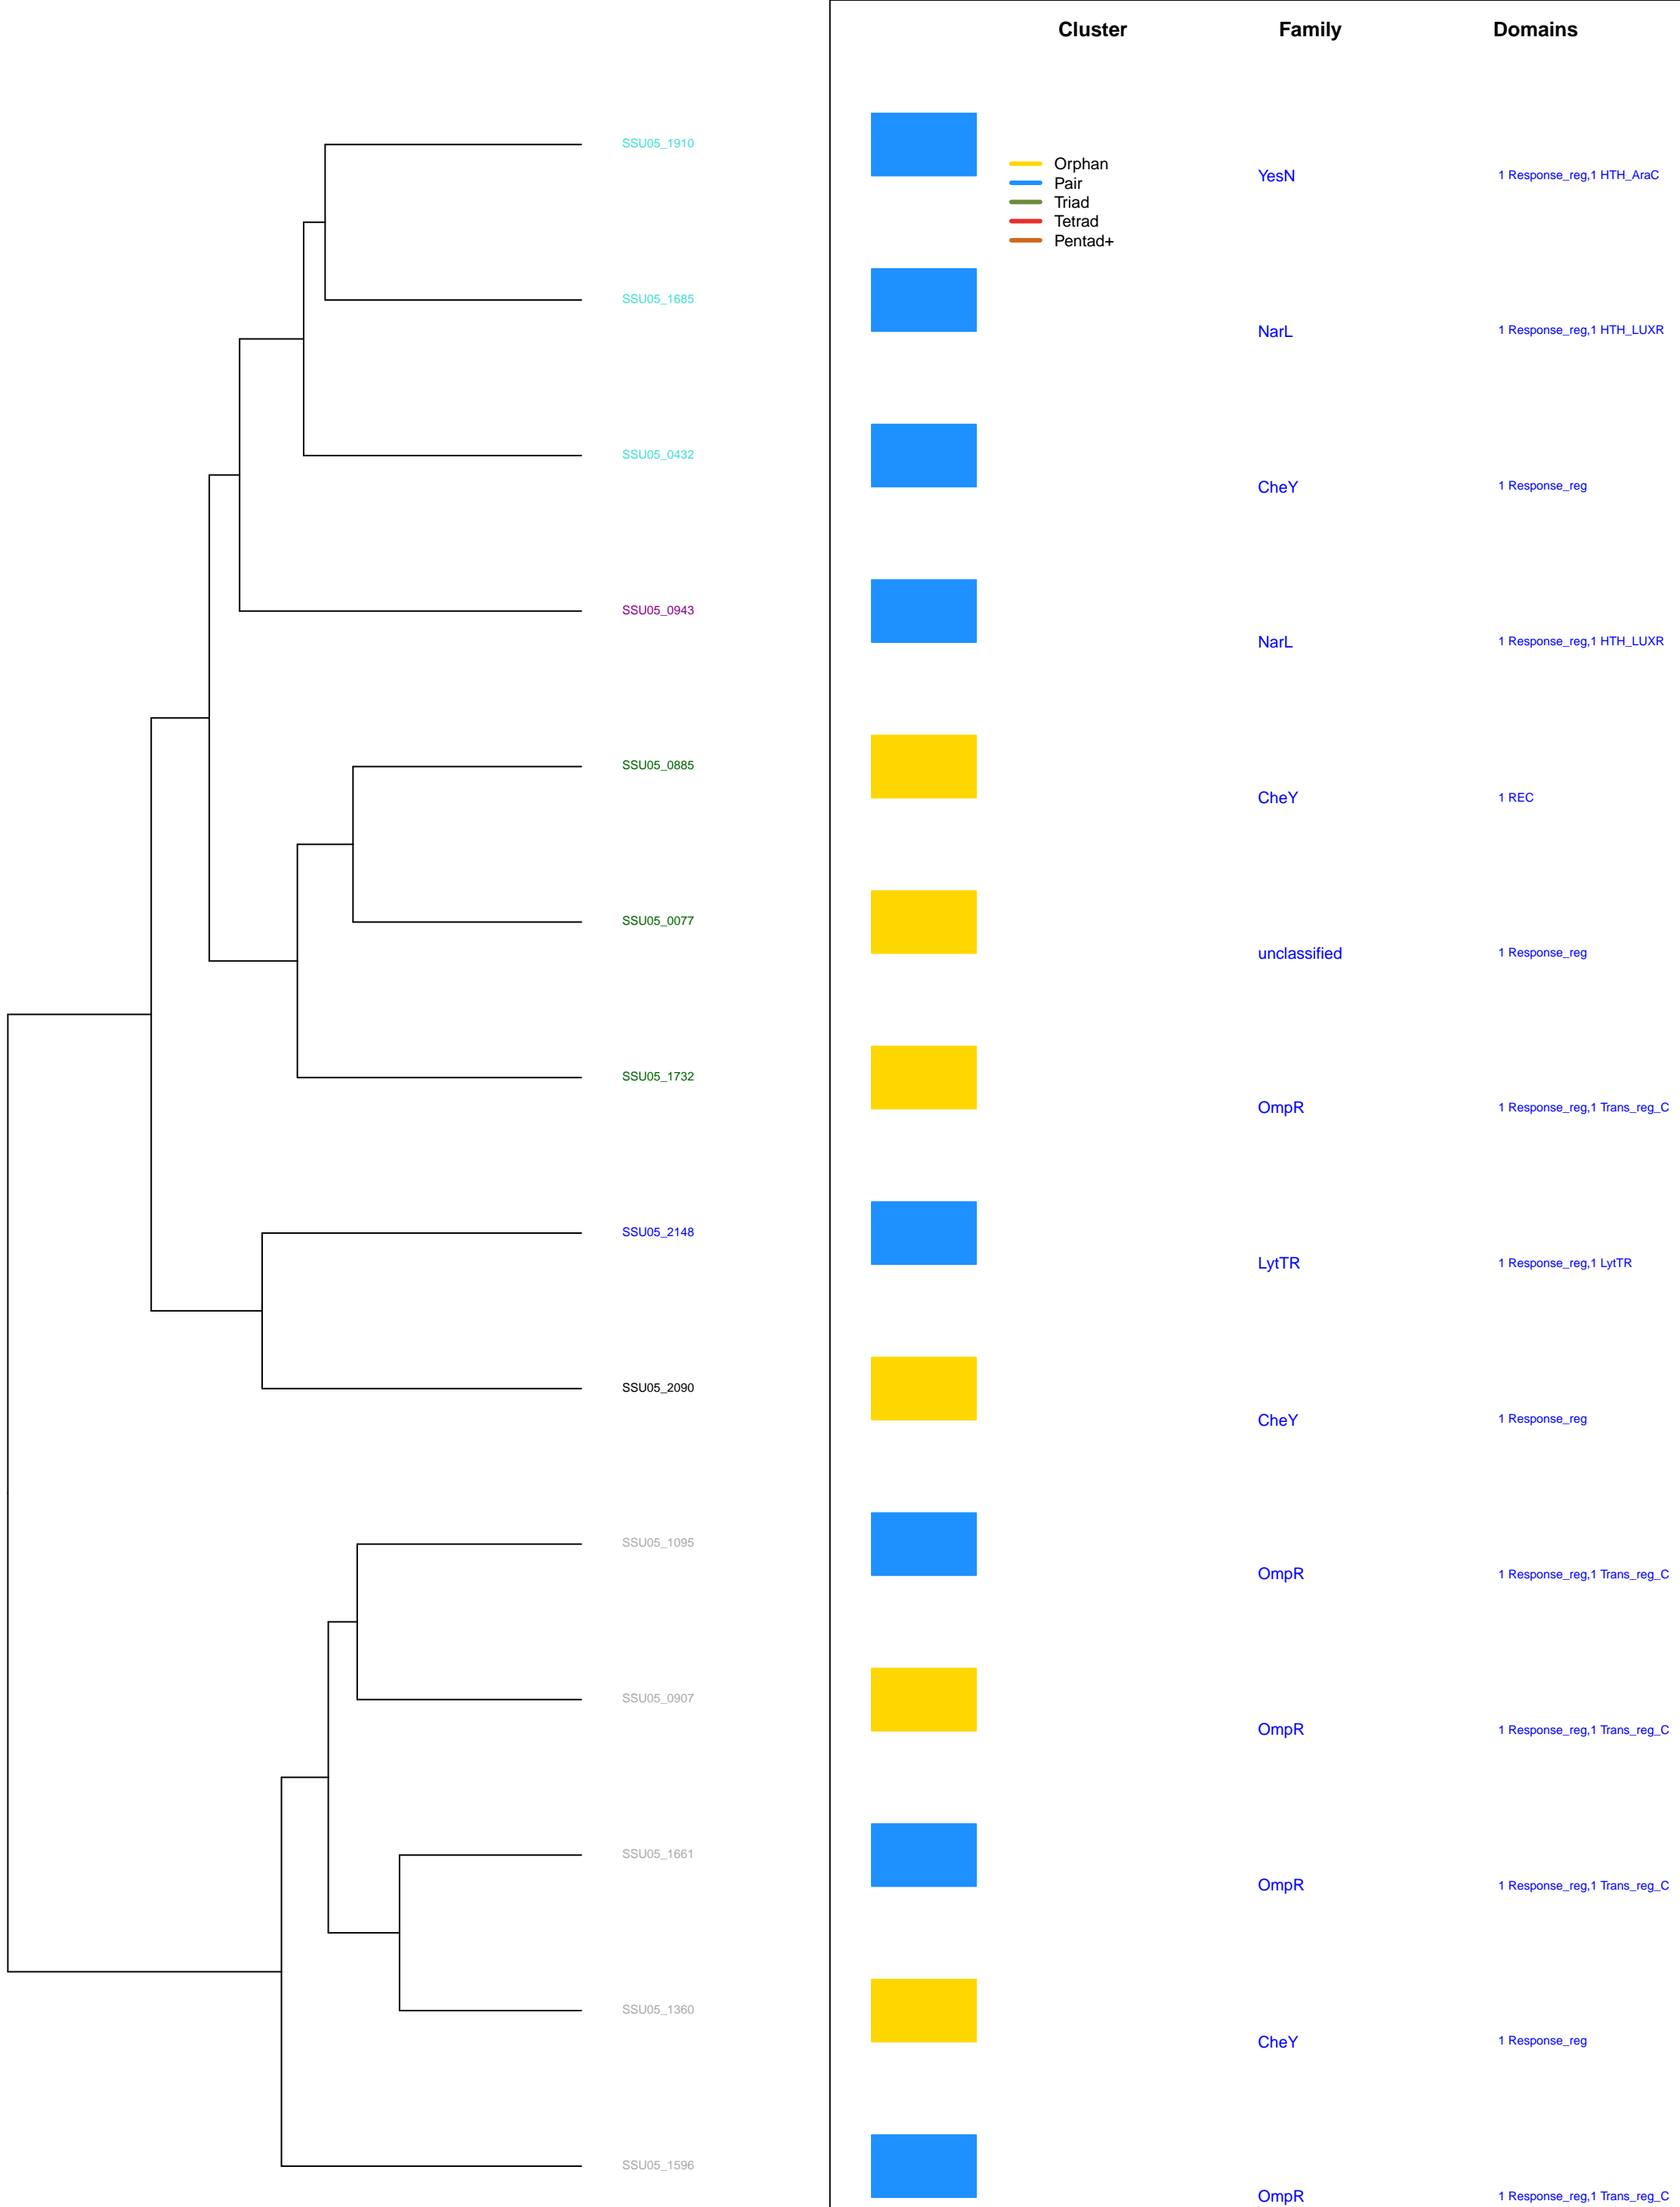 Cluster Family Domains
SSU05_1910
Orphan
Pair
Triad
Tetrad
Pentad+
YesN 1 Response_reg,1 HTH_AraC
SSU05_1685
NarL 1 Response_reg,1 HTH_LUXR
SSU05_0432
CheY 1 Response_reg
SSU05_0943
NarL 1 Response_reg,1 HTH_LUXR
SSU05_0885
CheY 1 REC
SSU05_0077
unclassified 1 Response_reg
SSU05_1732
OmpR 1 Response_reg,1 Trans_reg_C
SSU05_2148
LytTR 1 Response_reg,1 LytTR
SSU05_2090
CheY 1 Response_reg
SSU05_1095
OmpR 1 Response_reg,1 Trans_reg_C
SSU05_0907
OmpR 1 Response_reg,1 Trans_reg_C
SSU05_1661
OmpR 1 Response_reg,1 Trans_reg_C
SSU05_1360
CheY 1 Response_reg
SSU05_1596
OmpR 1 Response_reg,1 Trans_reg_C